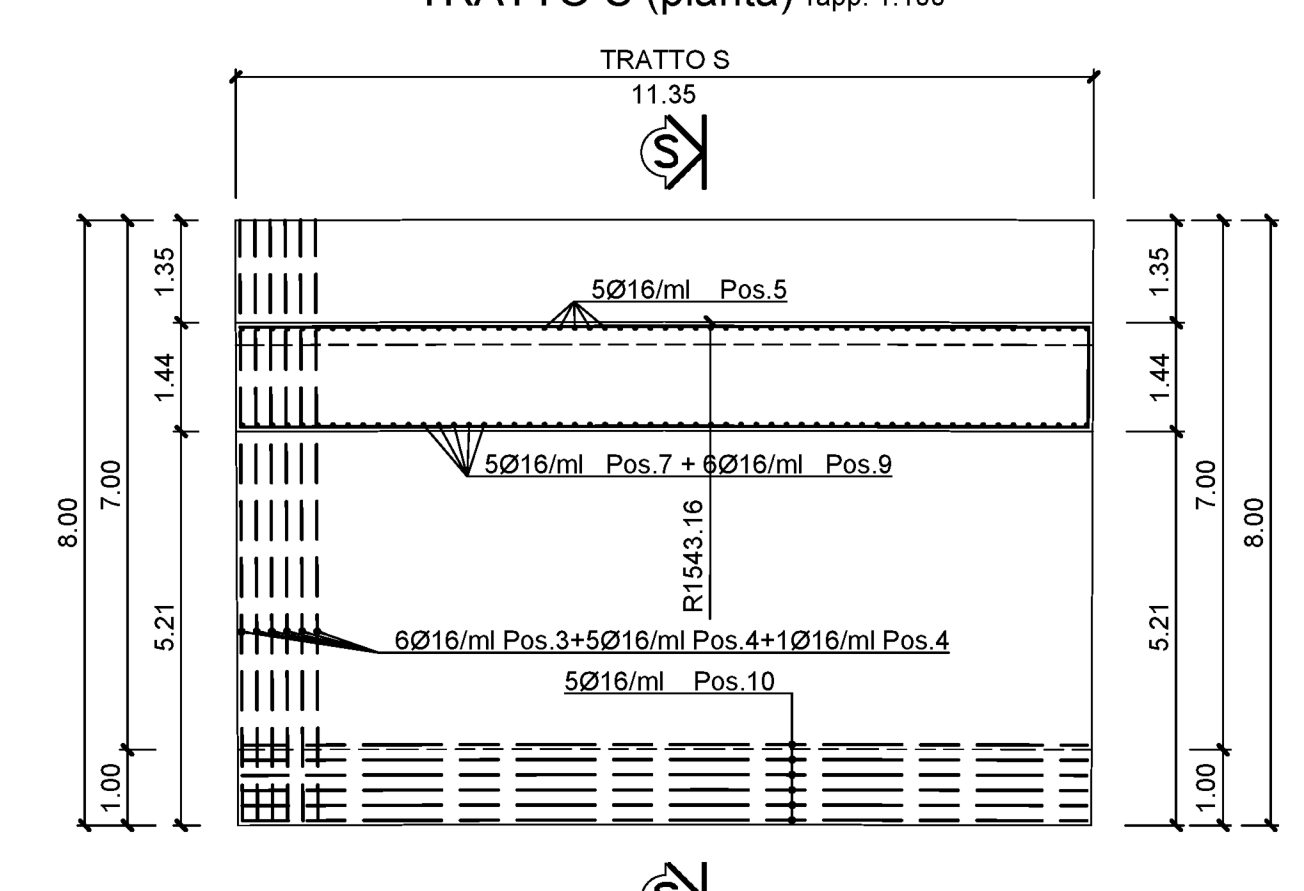 TRATTO S (pianta) rapp. 1:100
TRATTO S
11.35
S
1.35
1.35
5Ø16/ml Pos.5
1.44
1.44
5Ø16/ml Pos.7 + 6Ø16/ml Pos.9
7.00
7.00
8.00
8.00
R1543.16
5.21
5.21
6Ø16/ml Pos.3+5Ø16/ml Pos.4+1Ø16/ml Pos.4
5Ø16/ml Pos.10
1.00
1.00
S